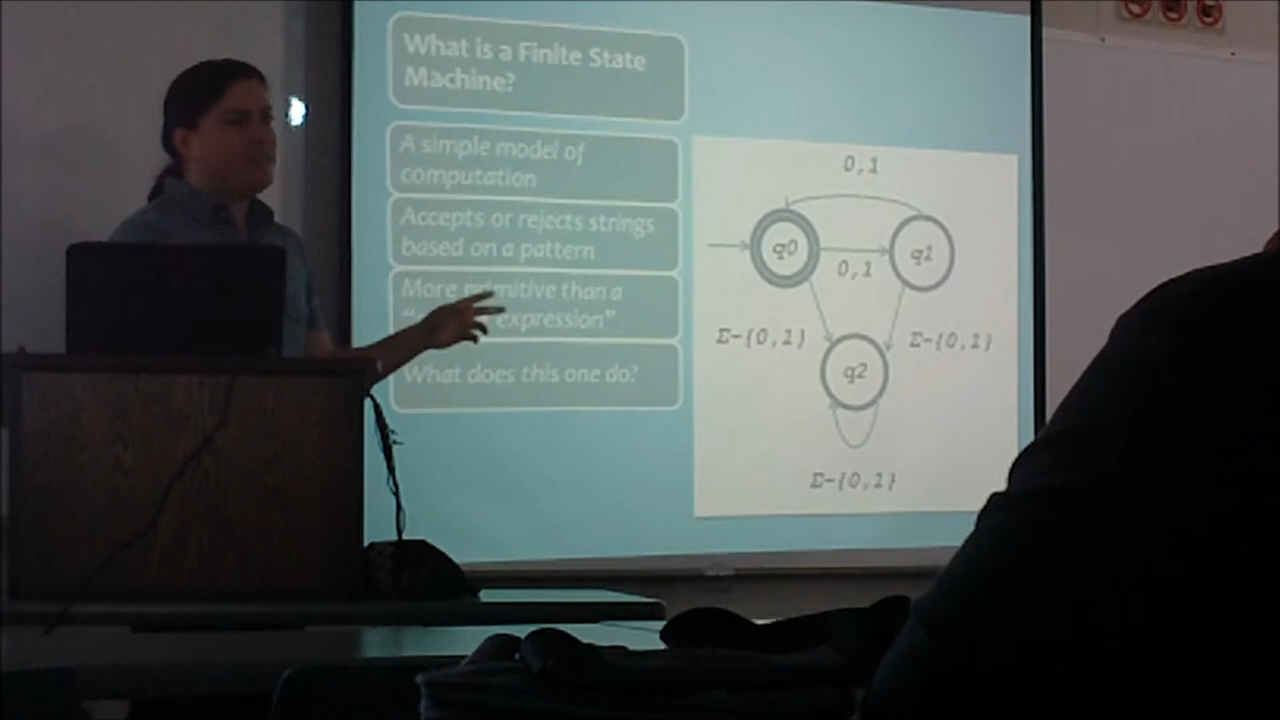 What is a Finite State
Machine?
A simple model of
computation
Accepts or rejects strings
based on a pattern
More primitive than a
expression"
What does this one do?
0,1
q0
q1
0,1
Σ-{0,1}
Σ-{0,1}
q2
Σ-{0,1}